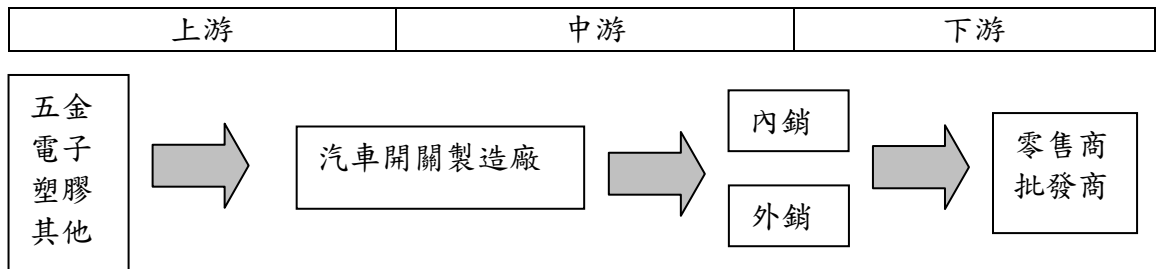 上游
中游
下游
五金
電子
塑膠
其他
汽車開關製造廠
內銷
外銷
零售商
批發商